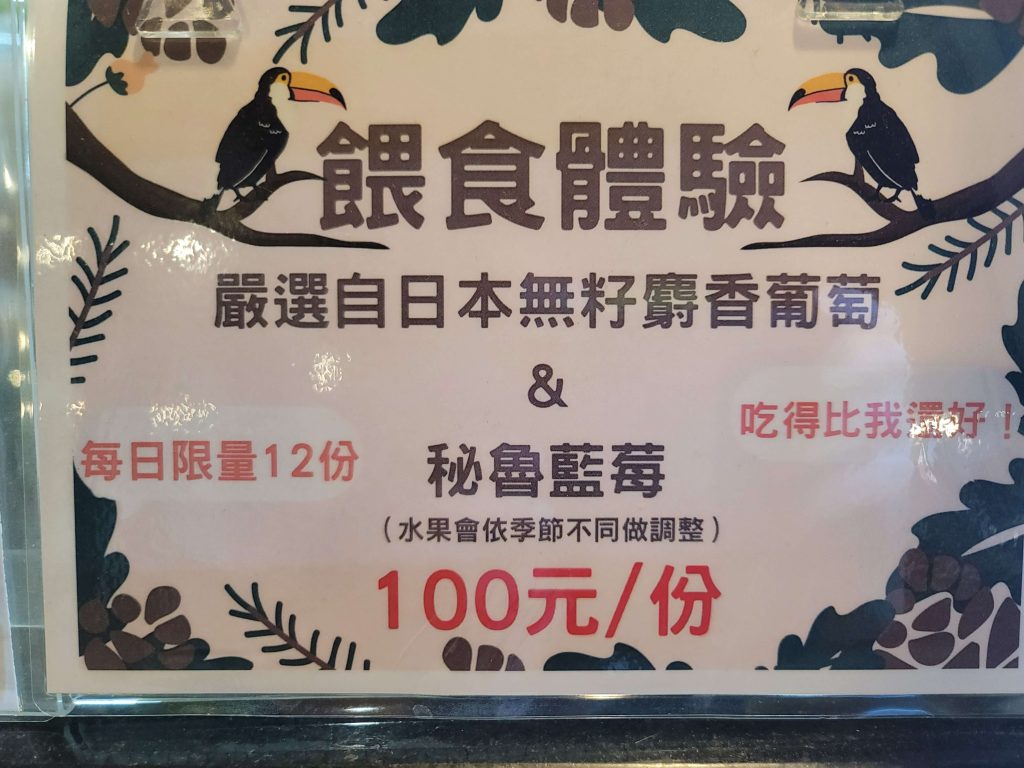 餵食體驗
嚴選自日本無籽麝香葡萄
&
吃得比我還好！
每日限量12份
秘魯藍莓
（水果會依季節不同做調整）
100元/份